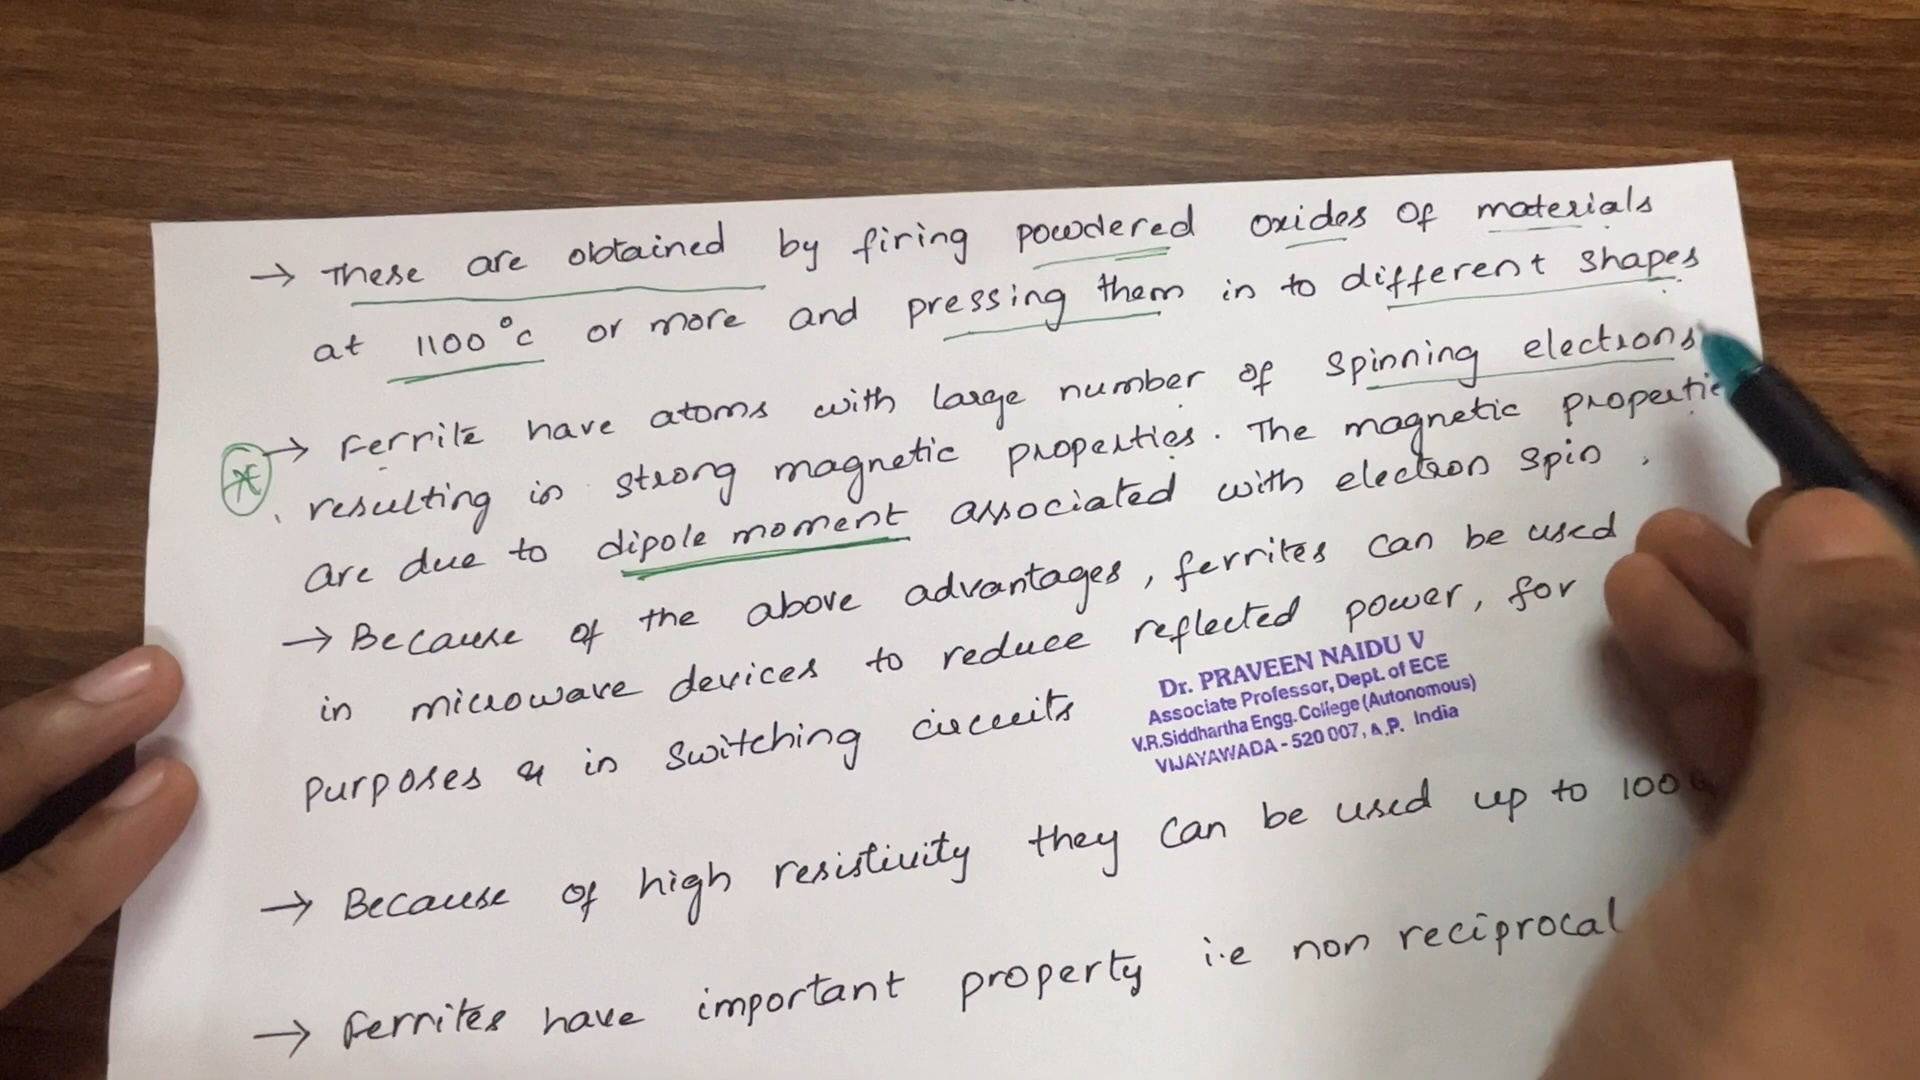 → These are obtained by firing powdered oxides of materials
at 1100°c or more and pressing them in to different shapes
→ Ferrite have atoms with large number of spinning electrons
resulting in strong magnetic properties. The magnetic
are due to dipole moment associated with electron spin.
→ Because of the above advantages, ferrites can be used
in microwave devices to reduce reflected power, for
purposes & in switching circuits
Dr. PRAVEEN NAIDU V
Associate Professor, Dept. of ECE
V.R.Siddhartha Engg. College (Autonomous)
VIJAYAWADA - 520 007, A.P. India
→ Because of high resistivity they can be used up to 100
→ Ferrites have important property i.e non reciprocal